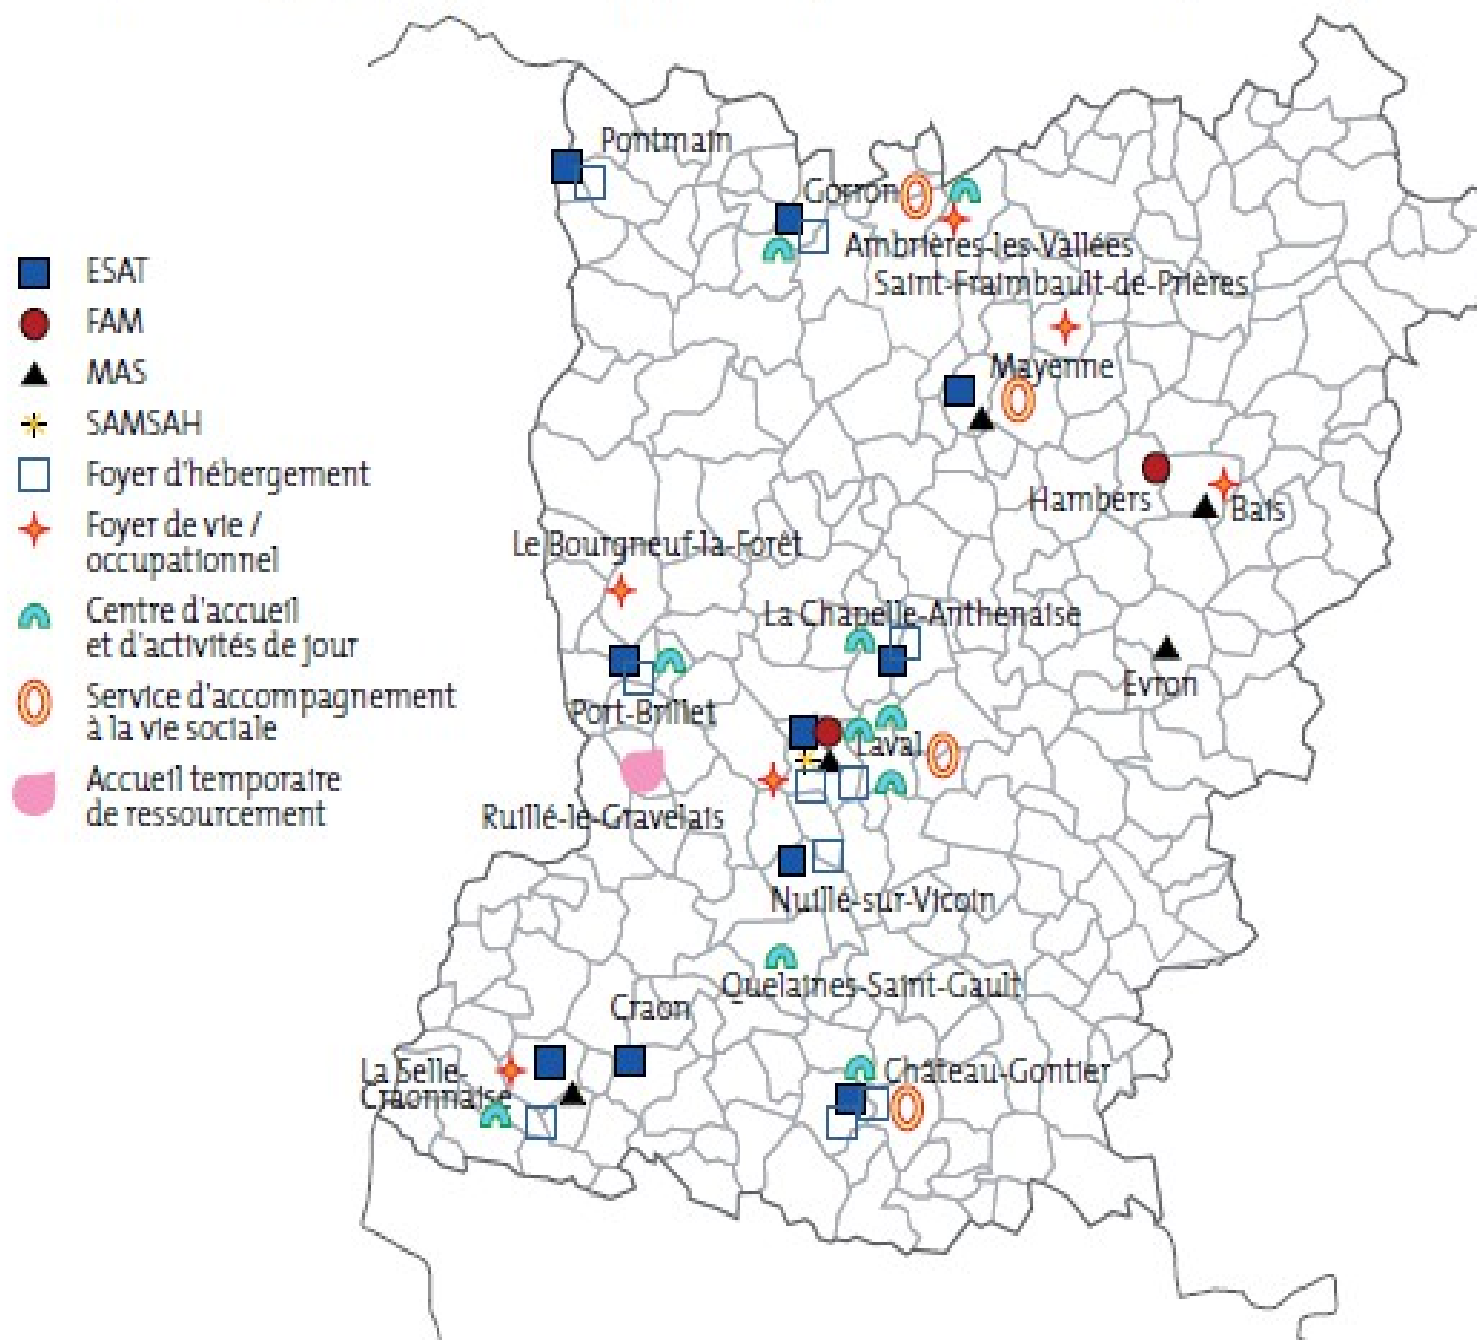 ESAT
FAM
MAS
SAMSAH
Foyer d'hébergement
Foyer de vie /
occupationnel
Centre d'accueil
et d'activités de jour
Service d'accompagnement
à la vie sociale
Accueil temporaire
de ressourcement
Pontmain
Gorron
Ambrières-les-Vallées
Saint-Fraimbault-de-Prières
Mayenne
Hambers
Bais
Le Bourgneuf-la-Forêt
La Chapelle-Anthenaise
Evron
Port-Brillet
Laval
Ruillé-le-Gravelais
Nuillé-sur-Vicoin
Quelaines-Saint-Gault
Craon
La Selle-
Craonnaise
Château-Gontier